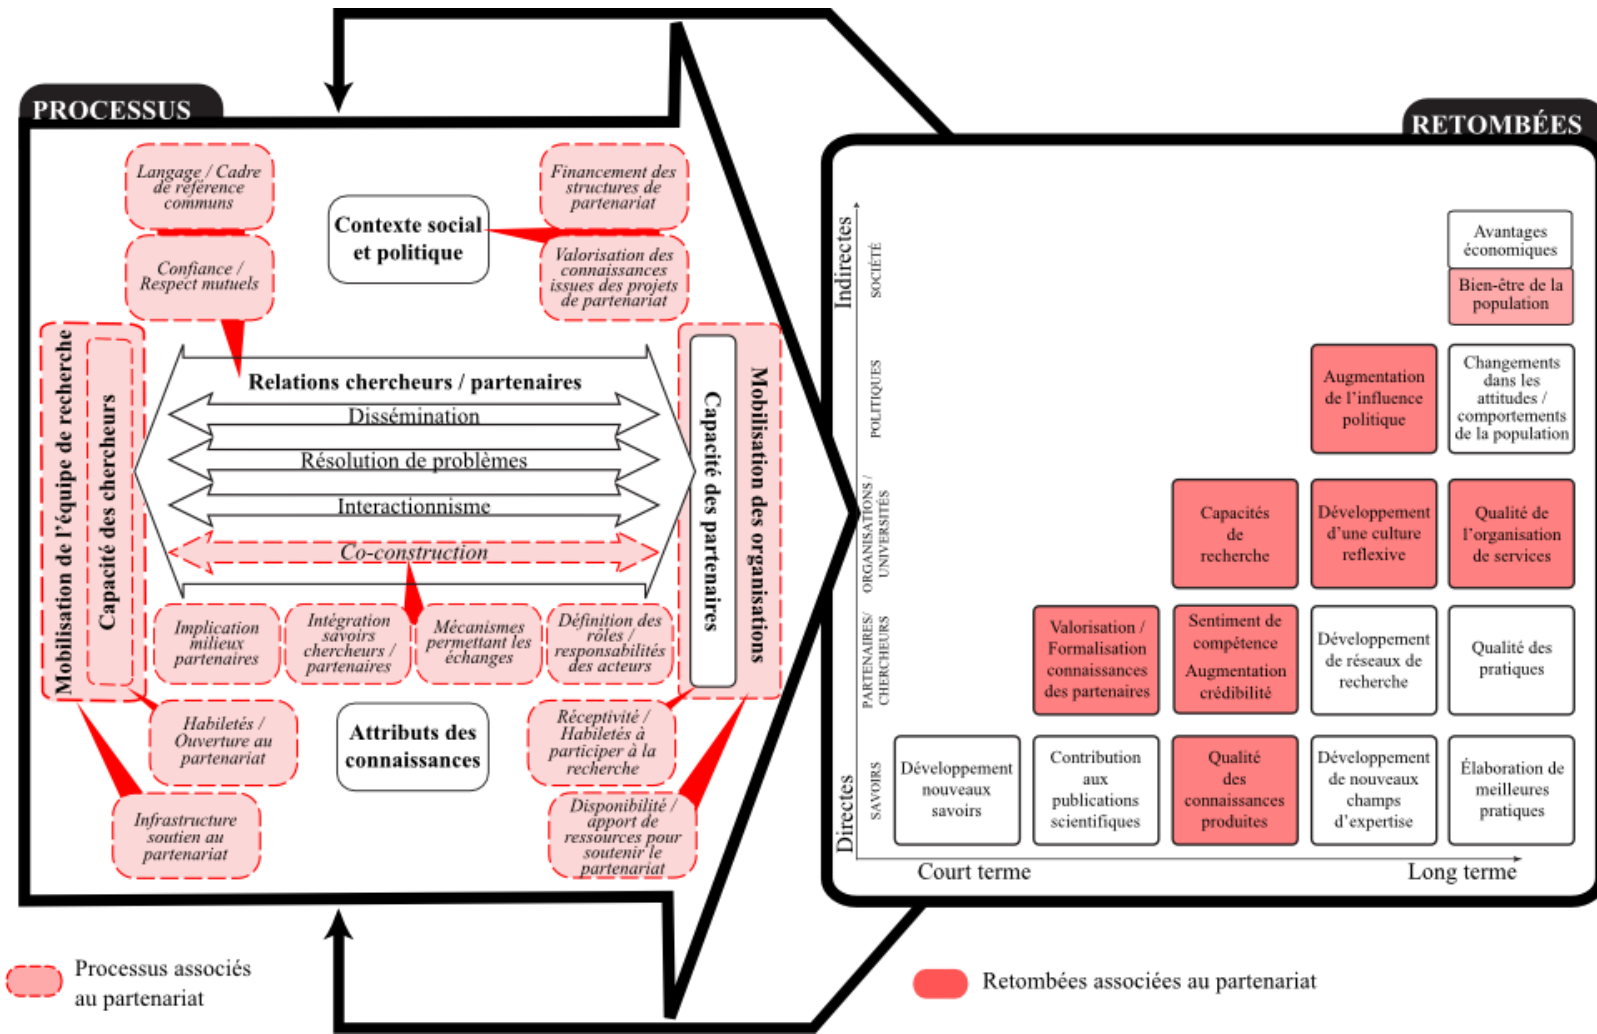 PROCESSUS
Langage / Cadre
de référence
communs
Confiance /
Respect mutuels
Contexte social
et politique
Financement des
structures de
partenariat
Valorisation des
connaissances
issues des projets
de partenariat
Mobilisation de l'équipe de recherche
Capacité des chercheurs
Relations chercheurs / partenaires
Dissémination
Résolution de problèmes
Interactionnisme
Co-construction
Capacité des partenaires
Mobilisation des organisations
Implication
milieux
partenaires
Intégration
savoirs
chercheurs /
partenaires
Mécanismes
permettant les
échanges
Définition des
rôles /
responsabilités
des acteurs
Habiletés /
Ouverture au
partenariat
Attributs des
connaissances
Réceptivité /
Habiletés à
participer à la
recherche
Infrastructure
soutien au
partenariat
Disponibilité /
apport de
ressources pour
soutenir le
partenariat
Processus associés
au partenariat
RETOMBÉES
Indirectes
SOCIÉTÉ
Avantages
économiques
Bien-être de la
population
POLITIQUES
Augmentation
de l'influence
politique
Changements
dans les
attitudes /
comportements
de la population
ORGANISATIONS /
UNIVERSITÉS
Capacités
de
recherche
Développement
d'une culture
reflexive
Qualité de
l'organisation
de services
PARTENAIRES/
CHERCHEURS
Valorisation /
Formalisation
connaissances
des partenaires
Sentiment de
compétence
Augmentation
crédibilité
Développement
de réseaux de
recherche
Qualité des
pratiques
Directes
SAVOIRS
Développement
nouveaux
savoirs
Contribution
aux
publications
scientifiques
Qualité
des
connaissances
produites
Développement
de nouveaux
champs
d'expertise
Élaboration de
meilleures
pratiques
Court terme
Long terme
Retombées associées au partenariat